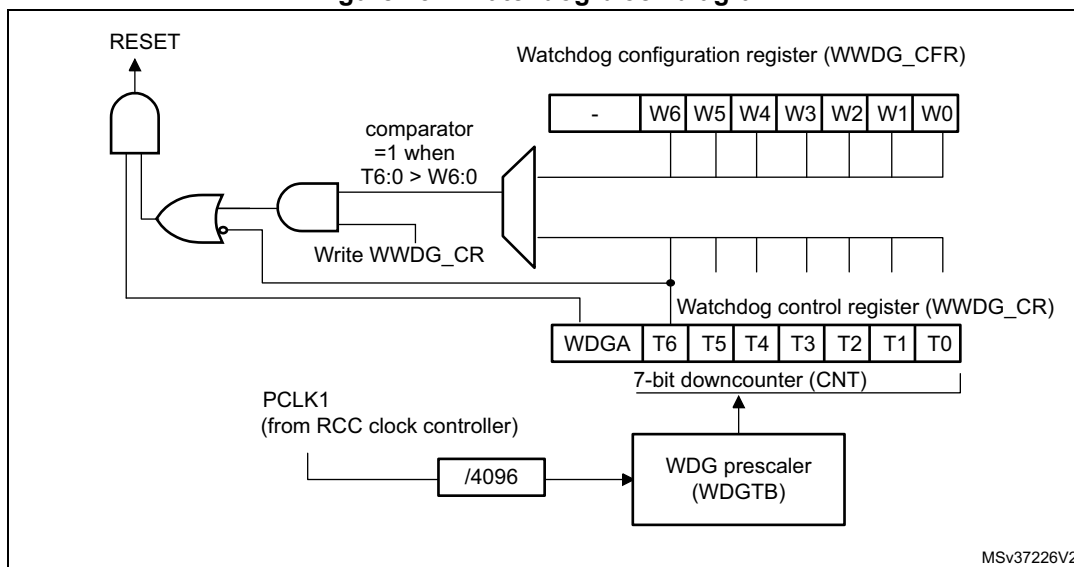 RESET
Watchdog configuration register (WWDG_CFR)
- W6 W5 W4 W3 W2 W1 W0
comparator
=1 when
T6:0 > W6:0
Write WWDG_CR
Watchdog control register (WWDG_CR)
WDGA T6 T5 T4 T3 T2 T1 T0
7-bit downcounter (CNT)
PCLK1
(from RCC clock controller)
/4096
WDG prescaler
(WDGTB)
MSv37226V2